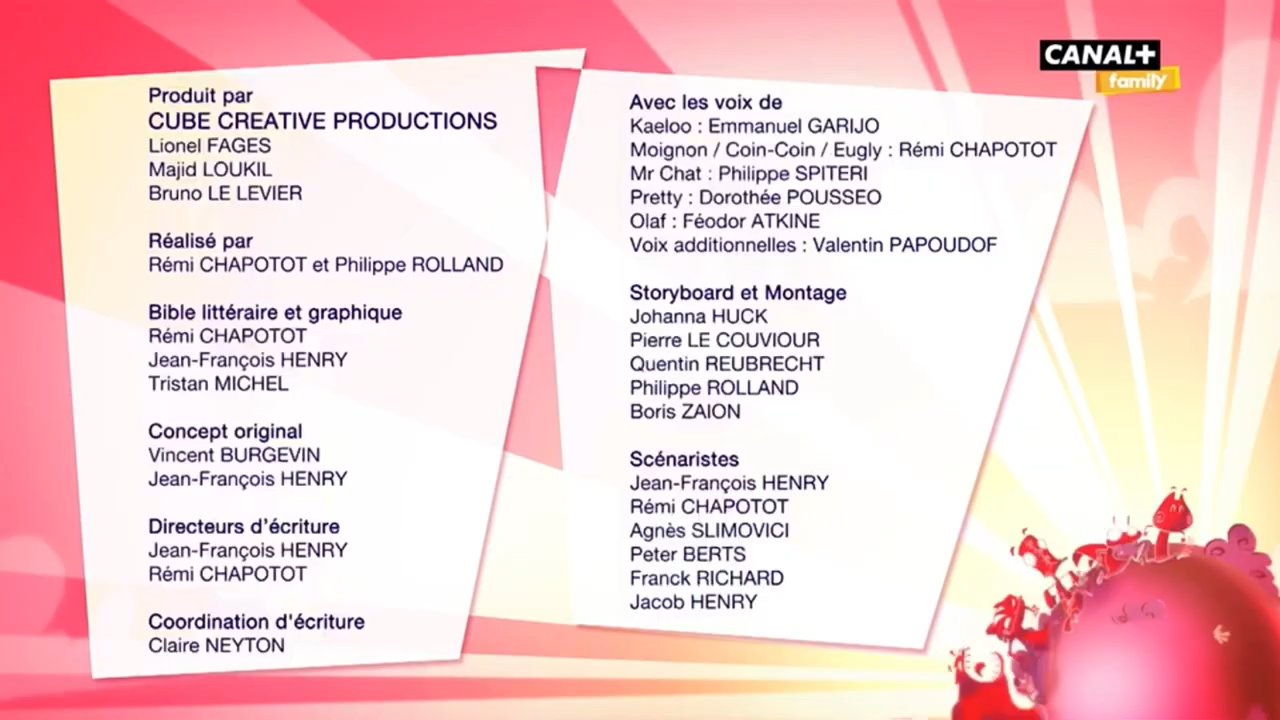 Produit par
CUBE CREATIVE PRODUCTIONS
Lionel FAGES
Majid LOUKIL
Bruno LE LEVIER
Réalisé par
Rémi CHAPOTOT et Philippe ROLLAND
Bible littéraire et graphique
Rémi CHAPOTOT
Jean-François HENRY
Tristan MICHEL
Concept original
Vincent BURGEVIN
Jean-François HENRY
Directeurs d'écriture
Jean-François HENRY
Rémi CHAPOTOT
Coordination d'écriture
Claire NEYTON
Avec les voix de
Kaeloo : Emmanuel GARIJO
Moignon / Coin-Coin / Eugly : Rémi CHAPOTOT
Mr Chat : Philippe SPITERI
Pretty : Dorothée POUSSEO
Olaf : Féodor ATKINE
Voix additionnelles : Valentin PAPOUDOF
Storyboard et Montage
Johanna HUCK
Pierre LE COUVIOUR
Quentin REUBRECHT
Philippe ROLLAND
Boris ZAION
Scénaristes
Jean-François HENRY
Rémi CHAPOTOT
Agnès SLIMOVICI
Peter BERTS
Franck RICHARD
Jacob HENRY
CANAL+
family